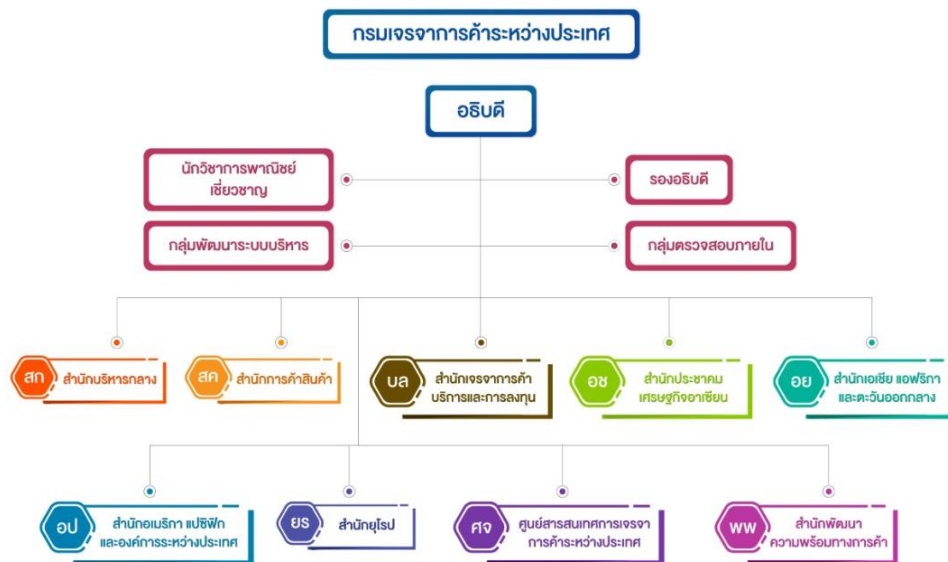 กรมเจรจาการค้าระหว่างประเทศ
อธิบดี
นักวิชาการพาณิชย์
เชี่ยวชาญ
รองอธิบดี
กลุ่มพัฒนาระบบบริหาร
กลุ่มตรวจสอบภายใน
สก
สำนักบริหารกลาง
สค
สำนักการค้าสินค้า
บล
สำนักเจรจาการค้า
บริการและการลงทุน
อช
สำนักประชาคม
เศรษฐกิจอาเซียน
อย
สำนักเอเชีย แอฟริกา
และตะวันออกกลาง
อป
สำนักอเมริกา แปซิฟิก
และองค์การระหว่างประเทศ
ยร
สำนักยุโรป
ศจ
ศูนย์สารสนเทศการเจรจา
การค้าระหว่างประเทศ
พพ
สำนักพัฒนา
ความพร้อมทางการค้า